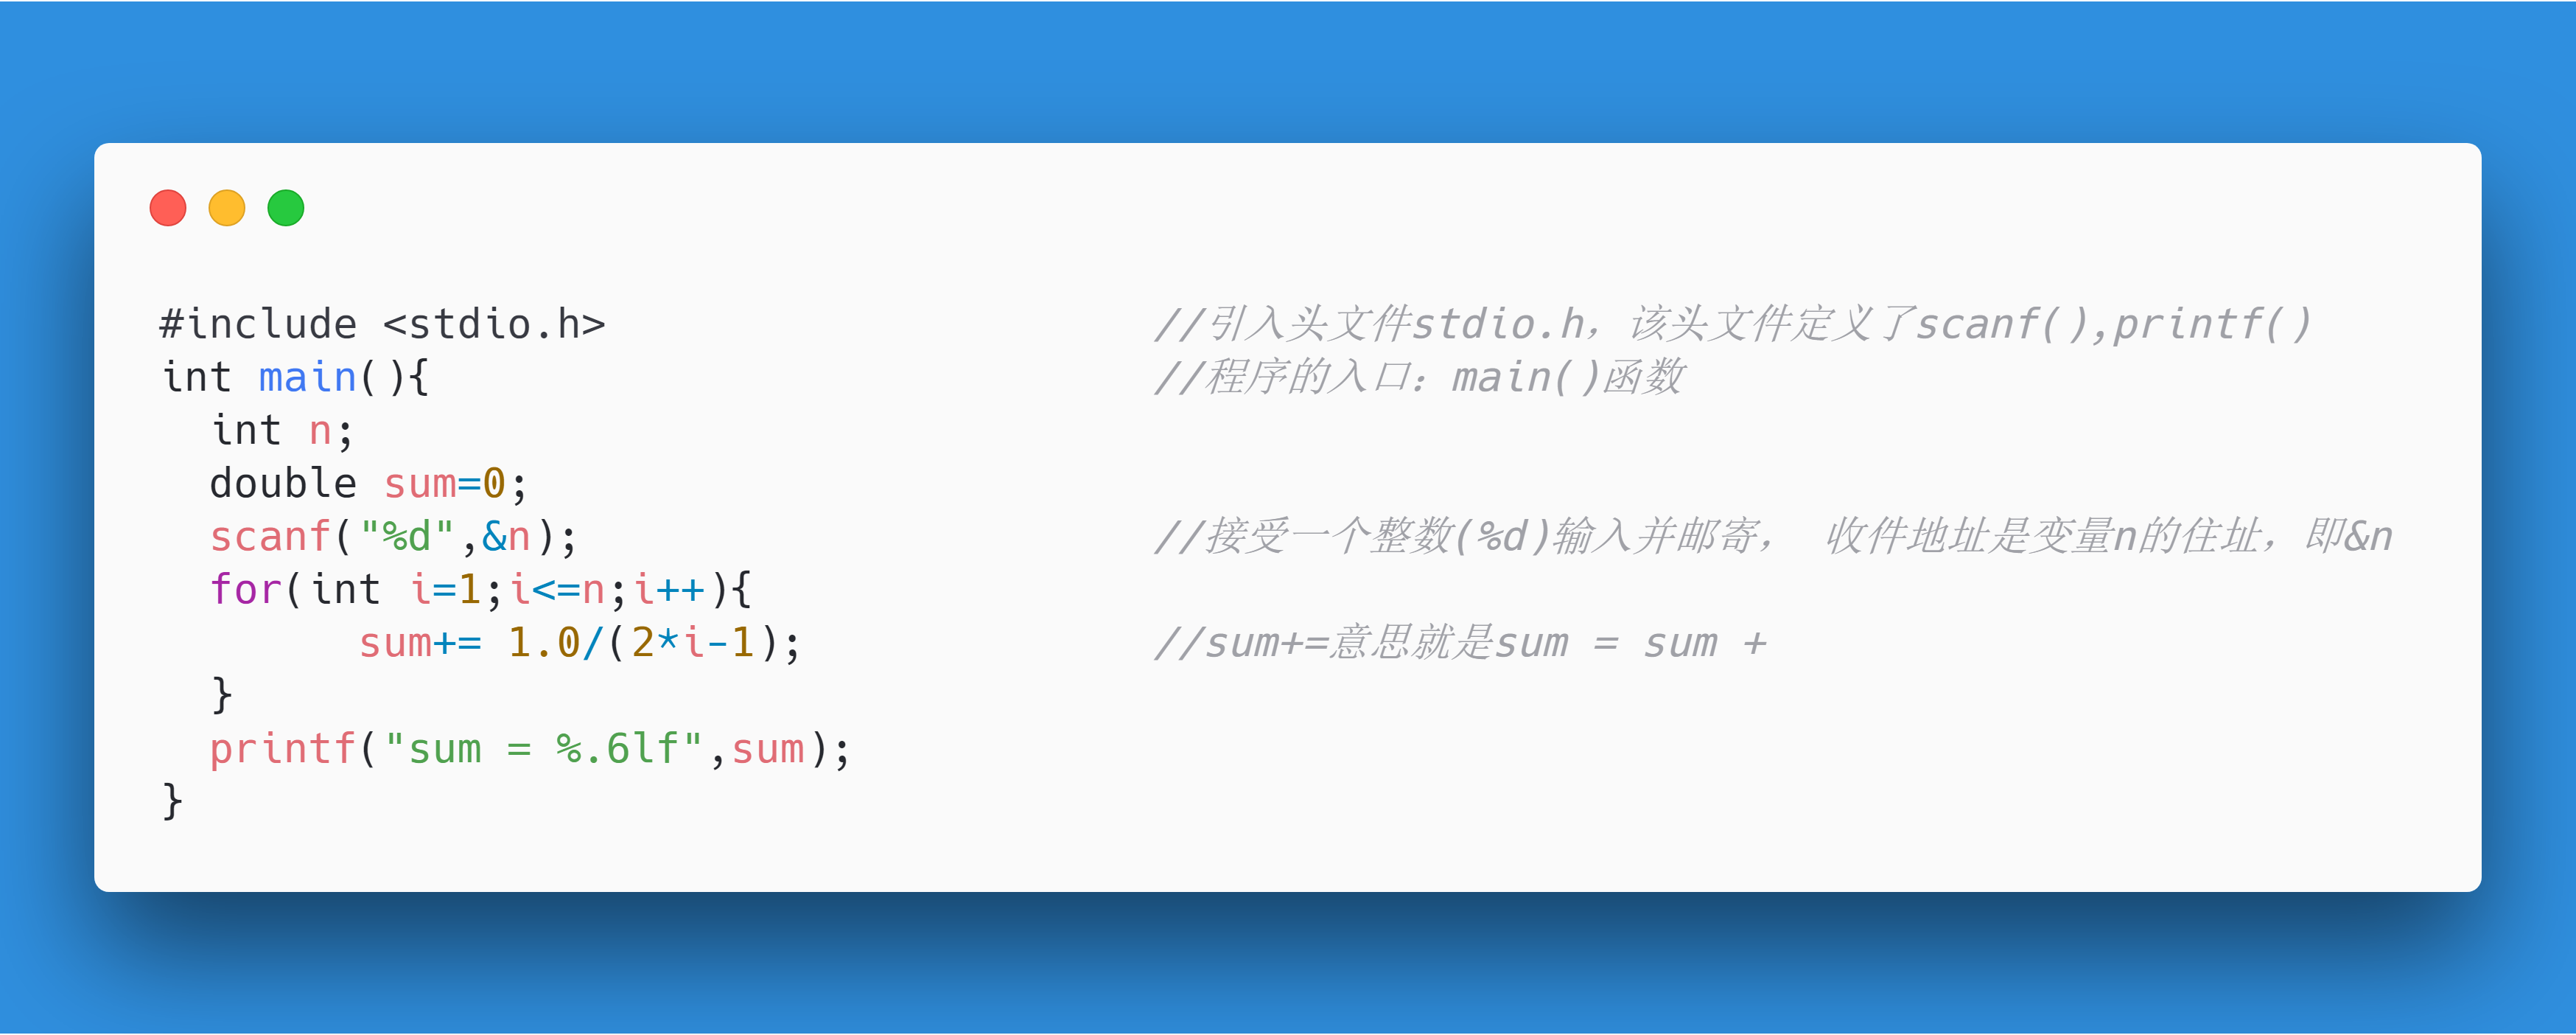 #include <stdio.h> //引入头文件stdio.h，该头文件定义了scanf(),printf()
int main(){ //程序的入口：main()函数
int n;
double sum=0;
scanf("%d",&n); //接受一个整数(%d)输入并邮寄， 收件地址是变量n的住址，即&n
for(int i=1;i<=n;i++){
sum+= 1.0/(2*i-1); //sum+=意思就是sum = sum +
}
printf("sum = %.6lf",sum);
}